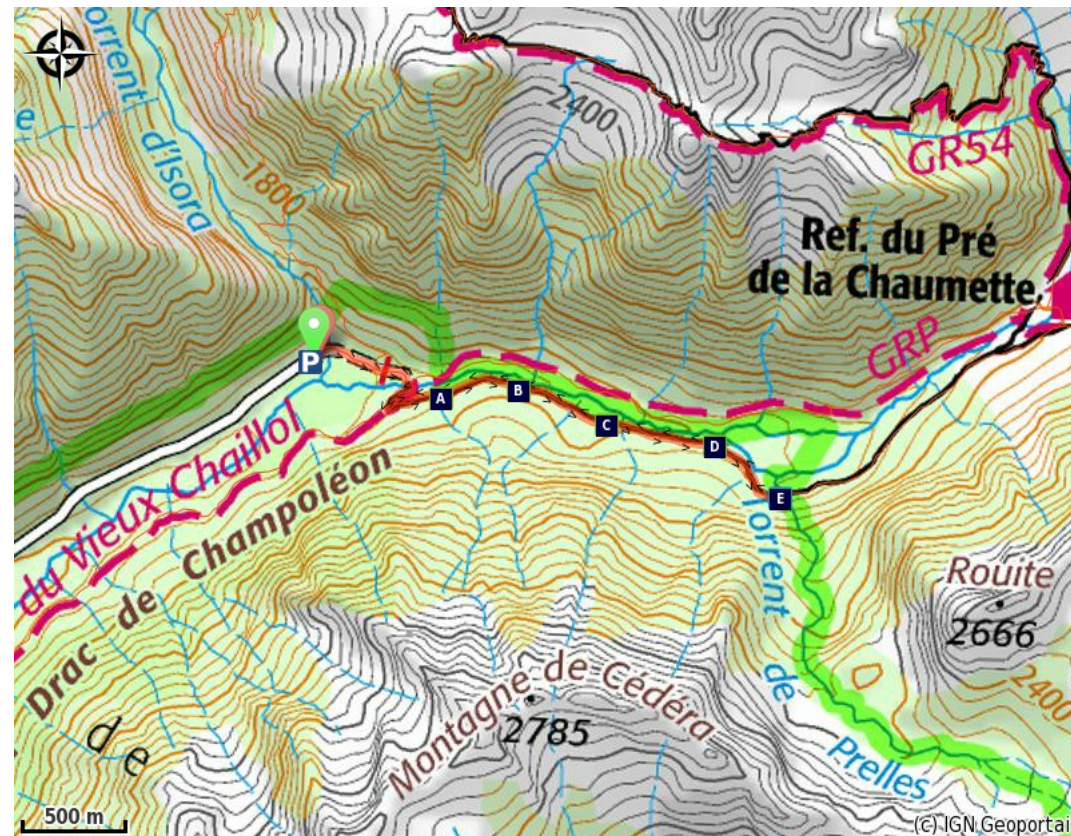 orrent
d'Isora
e
1800
2400
GR54
Ref. du Pré
de la Chaumette
GRP
P
A
B
C
D
E
du Vieux Chaillol
Drac de Champoléon
de
Torrent de
Prelles
Rouite
2666
2400
Montagne de Cédéra
2785
500 m
(c) IGN Geoportai